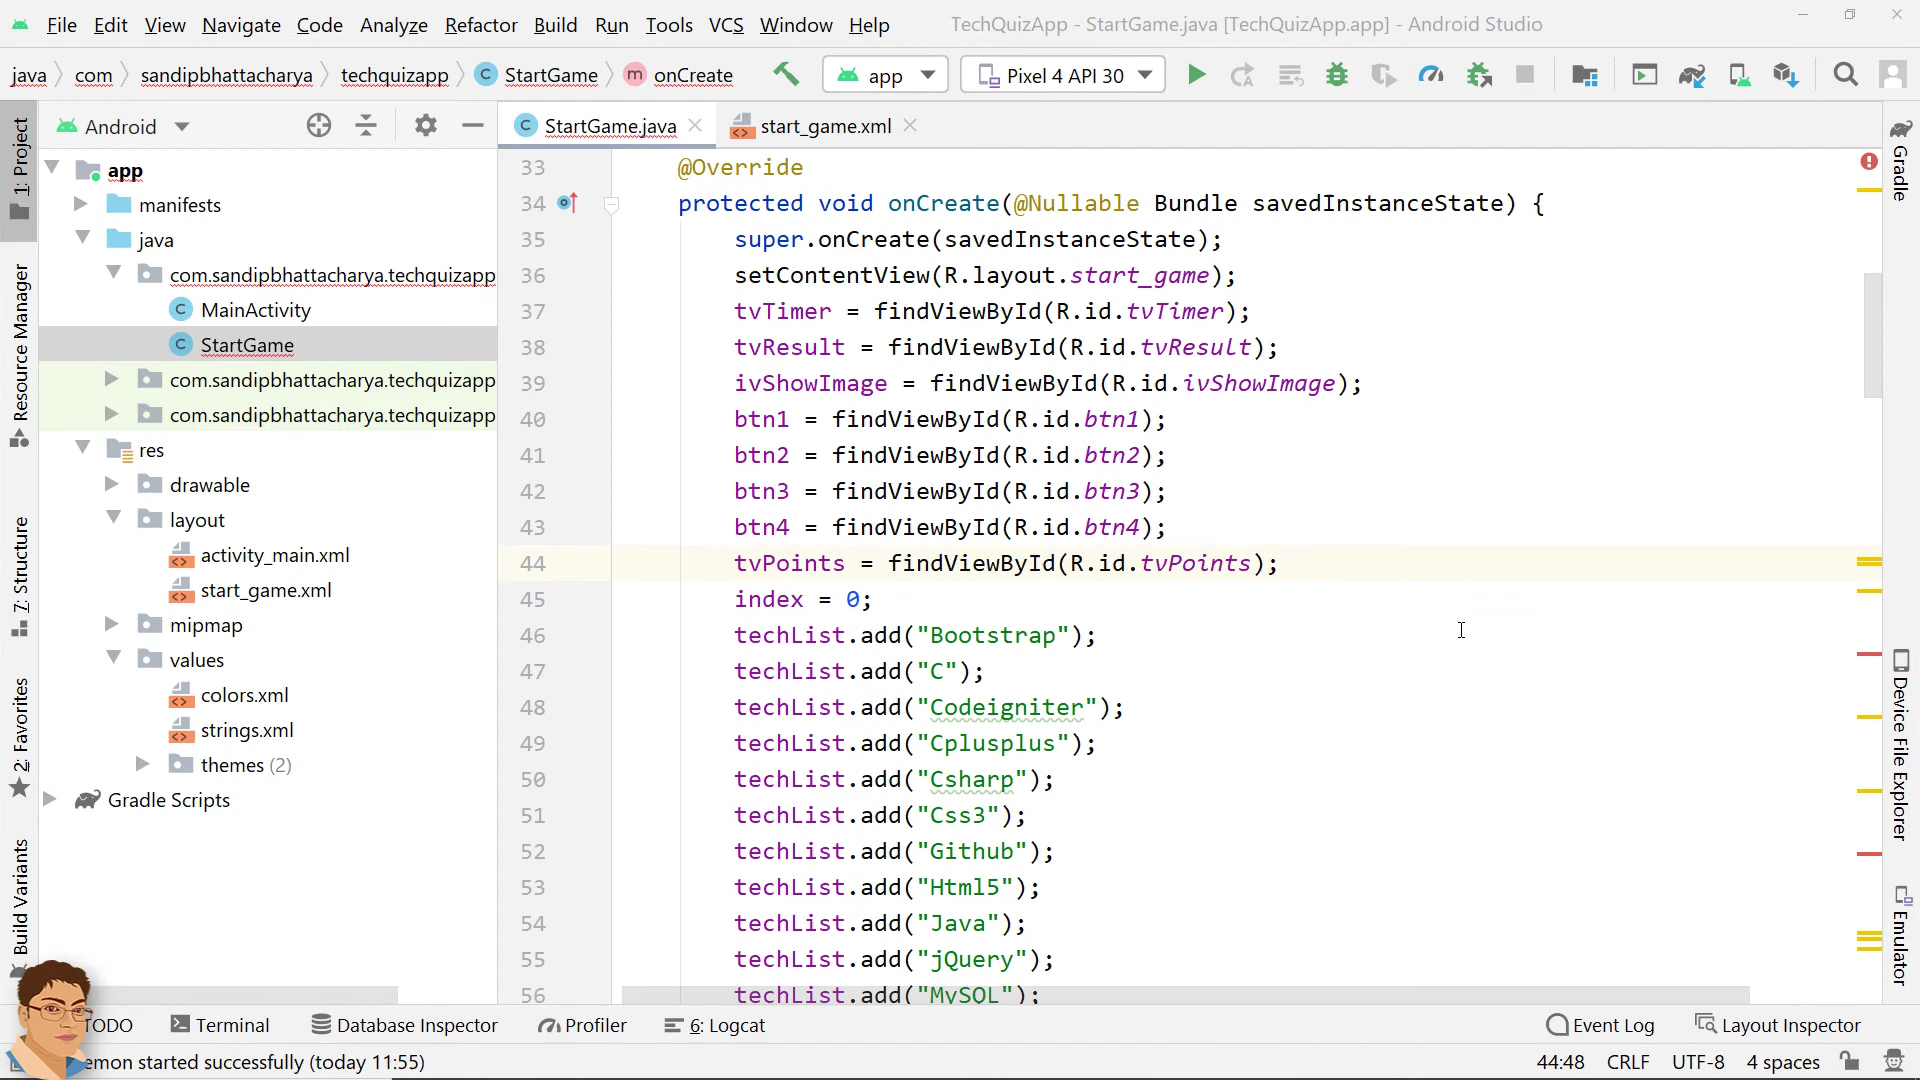 File Edit View Navigate Code Analyze Refactor Build Run Tools VCS Window Help TechQuizApp - StartGame.java [TechQuizApp.app] - Android Studio
java com sandipbhattacharya techquizapp C StartGame m onCreate app Pixel 4 API 30
Android
C StartGame.java start_game.xml
1: Project
Resource Manager
7: Structure
2: Favorites
Build Variants
app
manifests
java
com.sandipbhattacharya.techquizapp
C MainActivity
C StartGame
com.sandipbhattacharya.techquizapp
com.sandipbhattacharya.techquizapp
res
drawable
layout
activity_main.xml
start_game.xml
mipmap
values
colors.xml
strings.xml
themes (2)
Gradle Scripts
33 @Override
34 protected void onCreate(@Nullable Bundle savedInstanceState) {
35 super.onCreate(savedInstanceState);
36 setContentView(R.layout.start_game);
37 tvTimer = findViewById(R.id.tvTimer);
38 tvResult = findViewById(R.id.tvResult);
39 ivShowImage = findViewById(R.id.ivShowImage);
40 btn1 = findViewById(R.id.btn1);
41 btn2 = findViewById(R.id.btn2);
42 btn3 = findViewById(R.id.btn3);
43 btn4 = findViewById(R.id.btn4);
44 tvPoints = findViewById(R.id.tvPoints);
45 index = 0;
46 techList.add("Bootstrap");
47 techList.add("C");
48 techList.add("Codeigniter");
49 techList.add("Cplusplus");
50 techList.add("Csharp");
51 techList.add("Css3");
52 techList.add("Github");
53 techList.add("Html5");
54 techList.add("Java");
55 techList.add("jQuery");
56 techList.add("MySQL");
Gradle
Device File Explorer
Emulator
TODO Terminal Database Inspector Profiler 6: Logcat Event Log Layout Inspector
emon started successfully (today 11:55) 44:48 CRLF UTF-8 4 spaces